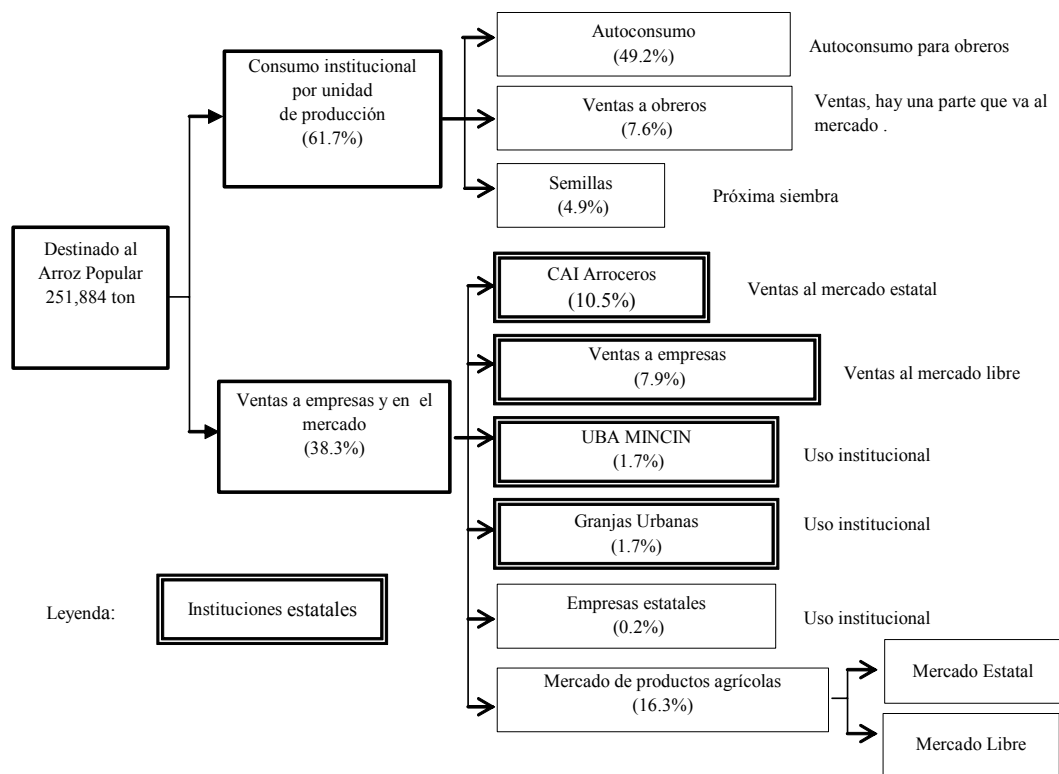 Destinado al
Arroz Popular
251,884 ton
Consumo institucional
por unidad
de producción
(61.7%)
Autoconsumo
(49.2%)
Autoconsumo para obreros
Ventas a obreros
(7.6%)
Ventas, hay una parte que va al
mercado .
Semillas
(4.9%)
Próxima siembra
Ventas a empresas y en el
mercado
(38.3%)
CAI Arroceros
(10.5%)
Ventas al mercado estatal
Ventas a empresas
(7.9%)
Ventas al mercado libre
UBA MINCIN
(1.7%)
Uso institucional
Granjas Urbanas
(1.7%)
Uso institucional
Empresas estatales
(0.2%)
Uso institucional
Mercado de productos agrícolas
(16.3%)
Mercado Estatal
Mercado Libre
Leyenda:
Instituciones estatales